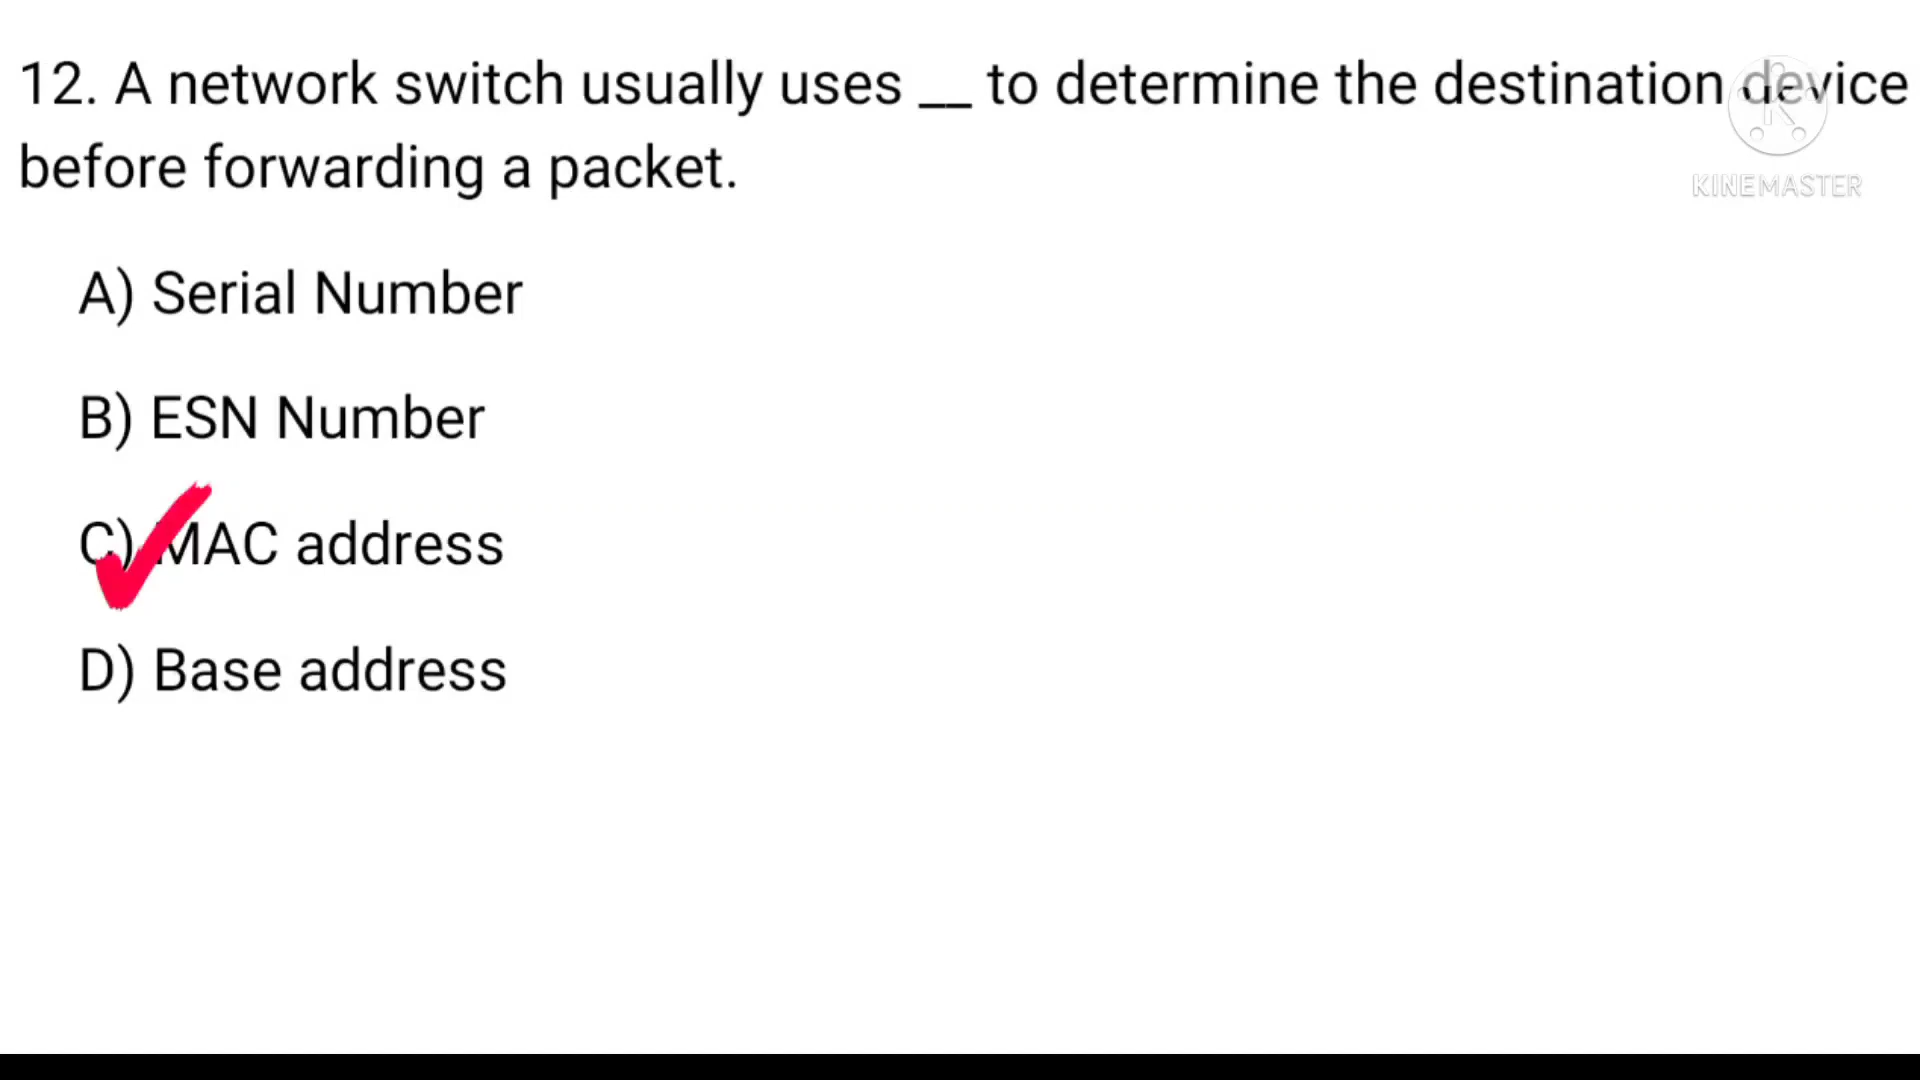 12. A network switch usually uses __ to determine the destination device
before forwarding a packet.
KINEMASTER
A) Serial Number
B) ESN Number
C) MAC address
D) Base address